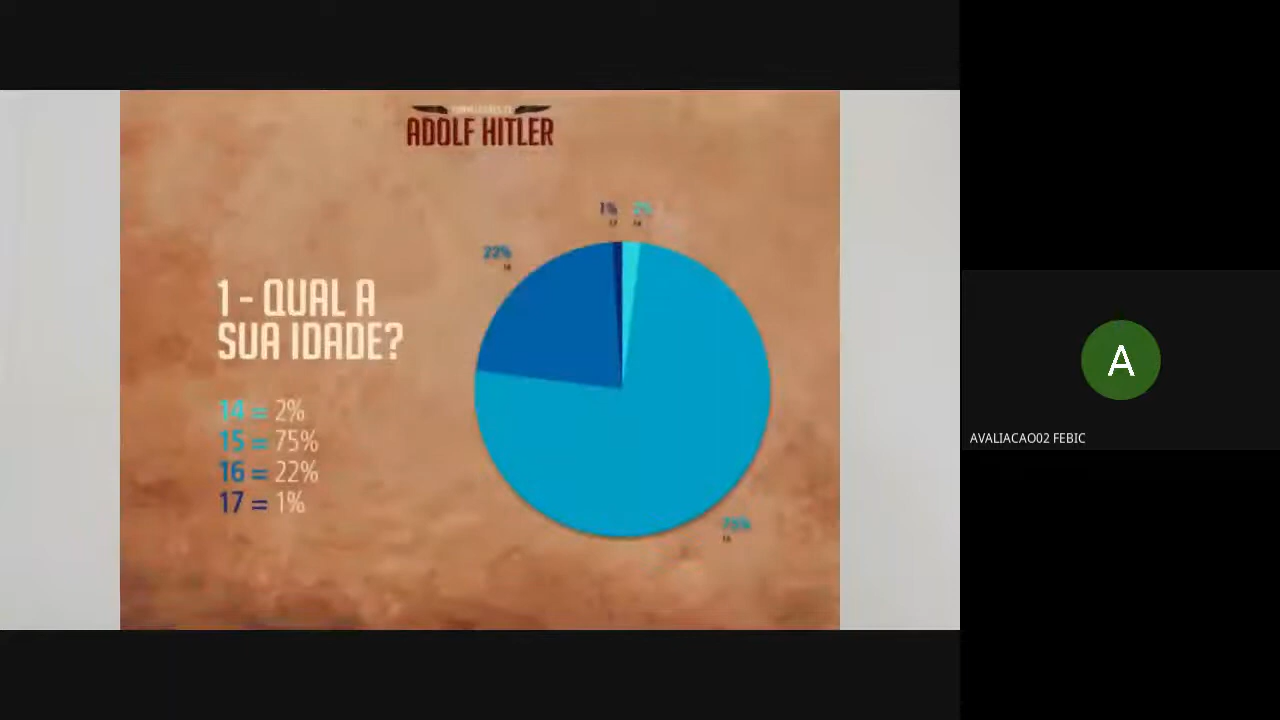 ADOLF HITLER
1% 2%
22%
1 - QUAL A
SUA IDADE?
14 = 2%
15 = 75%
16 = 22%
17 = 1%
75%
A
AVALIACAO02 FEBIC